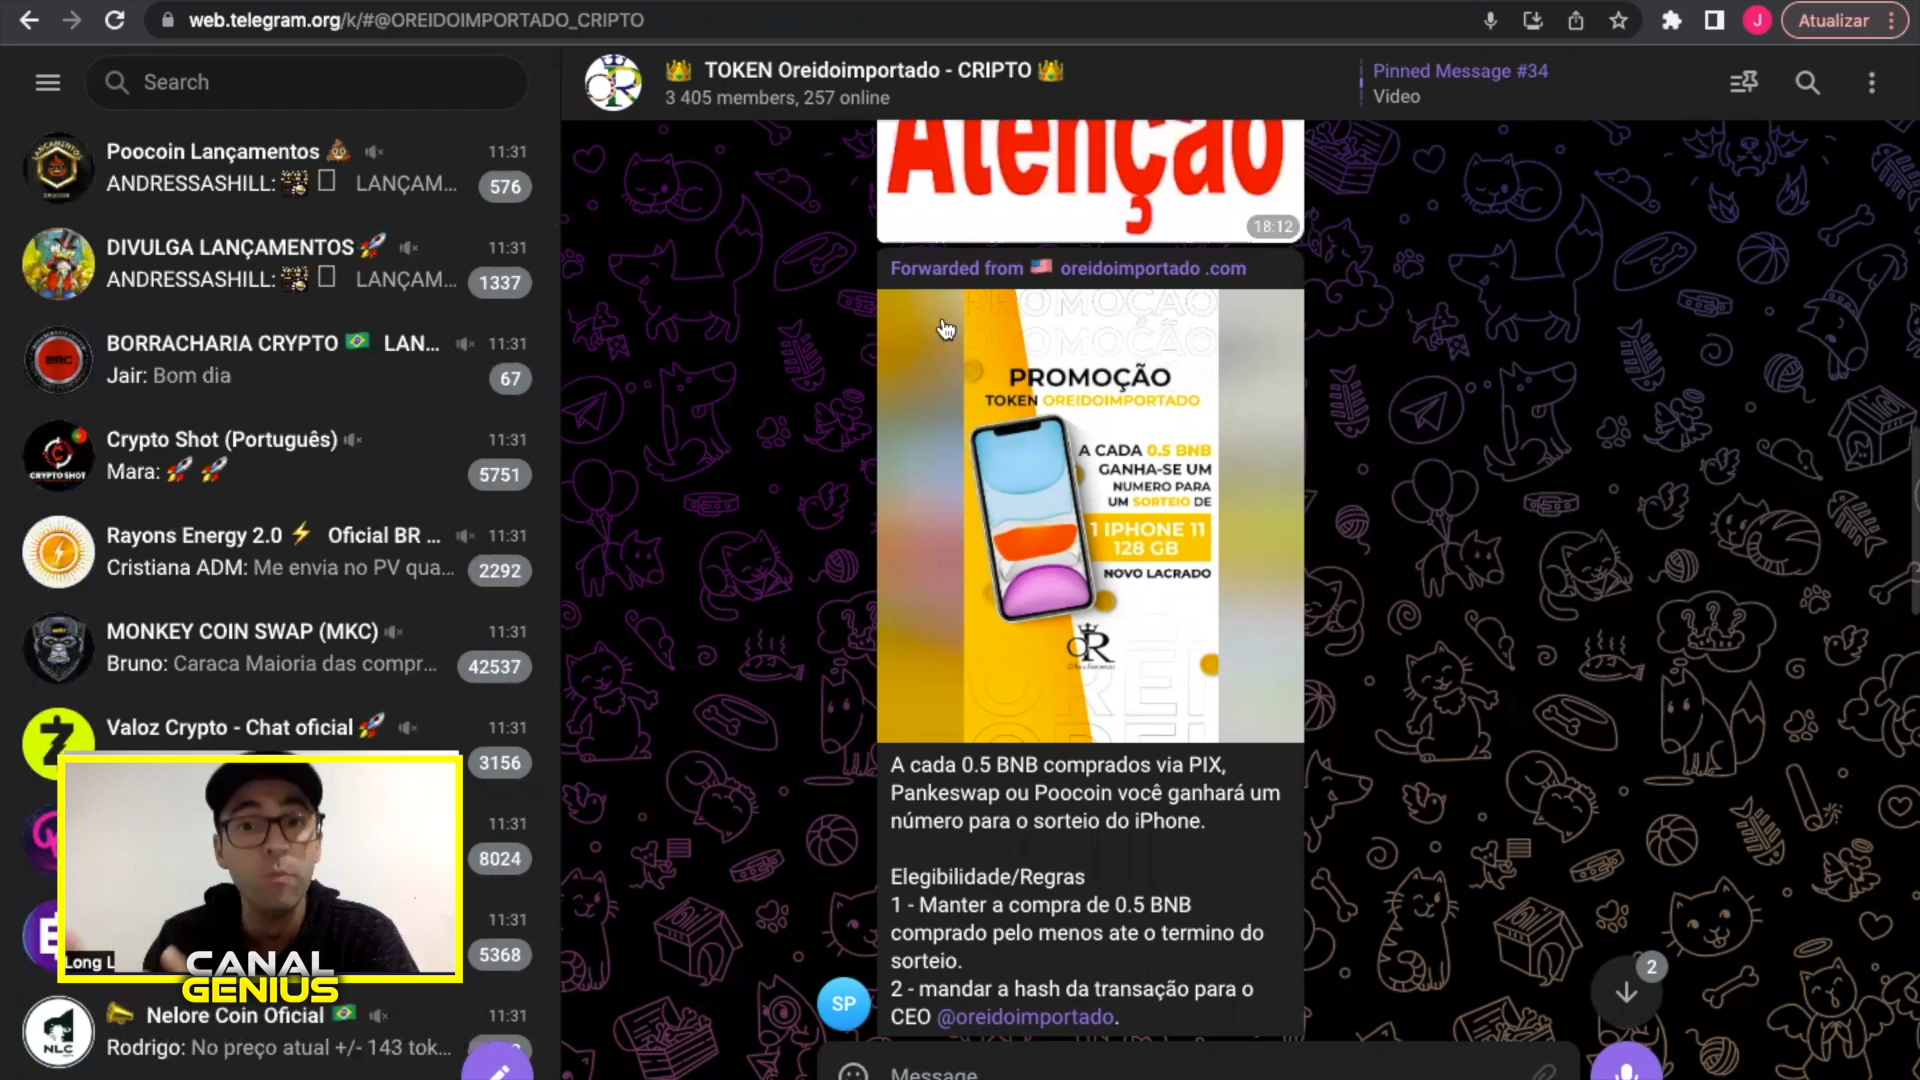 web.telegram.org/k/#@OREIDOIMPORTADO_CRIPTO
J
Atualizar
Search
👑 TOKEN Oreidoimportado - CRIPTO 👑
3 405 members, 257 online
Pinned Message #34
Video
Poocoin Lançamentos 💩
11:31
ANDRESSASHILL: LANÇAM...
576
DIVULGA LANÇAMENTOS 🚀
11:31
ANDRESSASHILL: LANÇAM...
1337
BORRACHARIA CRYPTO 🇧🇷 LAN...
11:31
Jair: Bom dia
67
Crypto Shot (Português)
11:31
Mara: 🚀 🚀
5751
CRYPTO SHOT
Rayons Energy 2.0 ⚡ Oficial BR ...
11:31
Cristiana ADM: Me envia no PV qua...
2292
MONKEY COIN SWAP (MKC)
11:31
Bruno: Caraca Maioria das compr...
42537
Valoz Crypto - Chat oficial 🚀
11:31
3156
11:31
8024
11:31
5368
Long L
CANAL
GENIUS
📣 Nelore Coin Oficial 🇧🇷
11:31
Rodrigo: No preço atual +/- 143 tok...
NLC
Atenção
18:12
Forwarded from 🇺🇸 oreidoimportado .com
PROMOÇÃO
PROMOÇÃO
PROMOÇÃO
TOKEN OREIDOIMPORTADO
A CADA 0.5 BNB
GANHA-SE UM
NUMERO PARA
UM SORTEIO DE
1 IPHONE 11
128 GB
NOVO LACRADO
OR
OREI
A cada 0.5 BNB comprados via PIX,
Pankeswap ou Poocoin você ganhará um
número para o sorteio do iPhone.
Elegibilidade/Regras
1 - Manter a compra de 0.5 BNB
comprado pelo menos ate o termino do
sorteio.
2 - mandar a hash da transação para o
CEO @oreidoimportado.
SP
2
Message